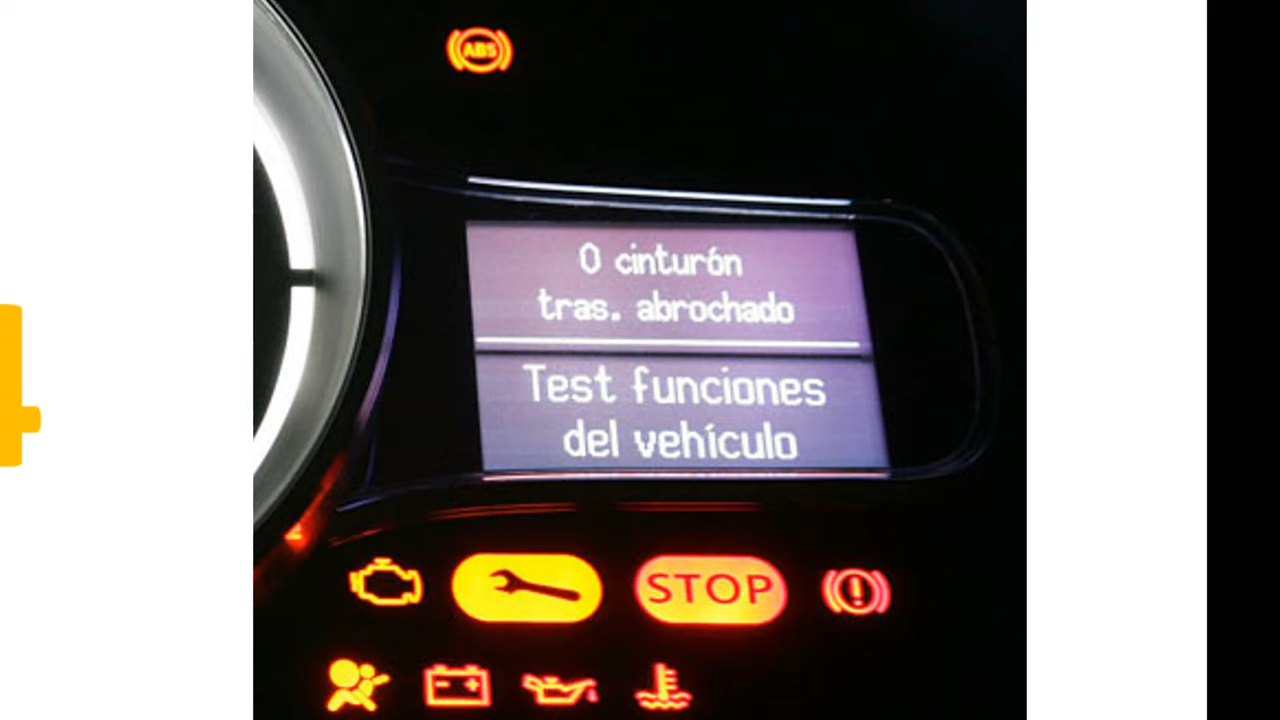 ABS
0 cinturón
tras. abrochado
Test funciones
del vehículo
STOP